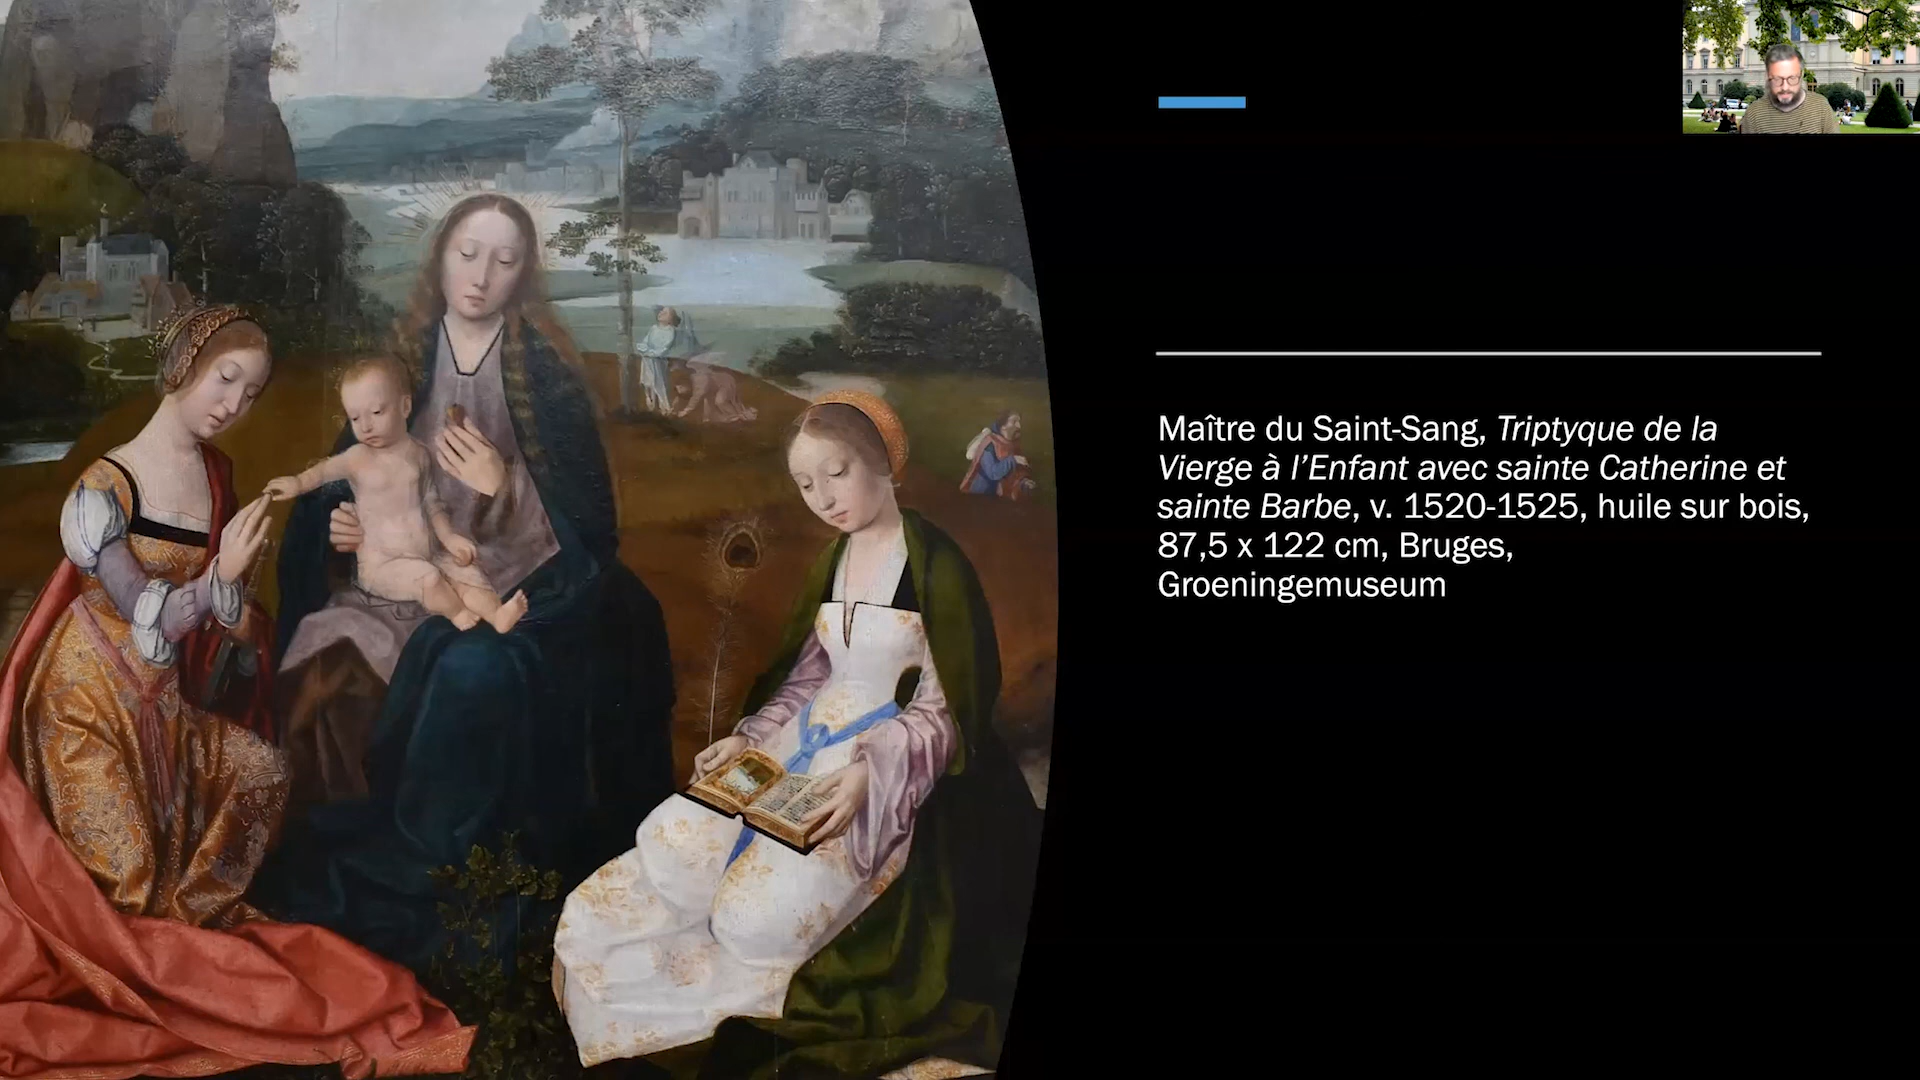 Maître du Saint-Sang, Triptyque de la
Vierge à l’Enfant avec sainte Catherine et
sainte Barbe, v. 1520-1525, huile sur bois,
87,5 x 122 cm, Bruges,
Groeningemuseum